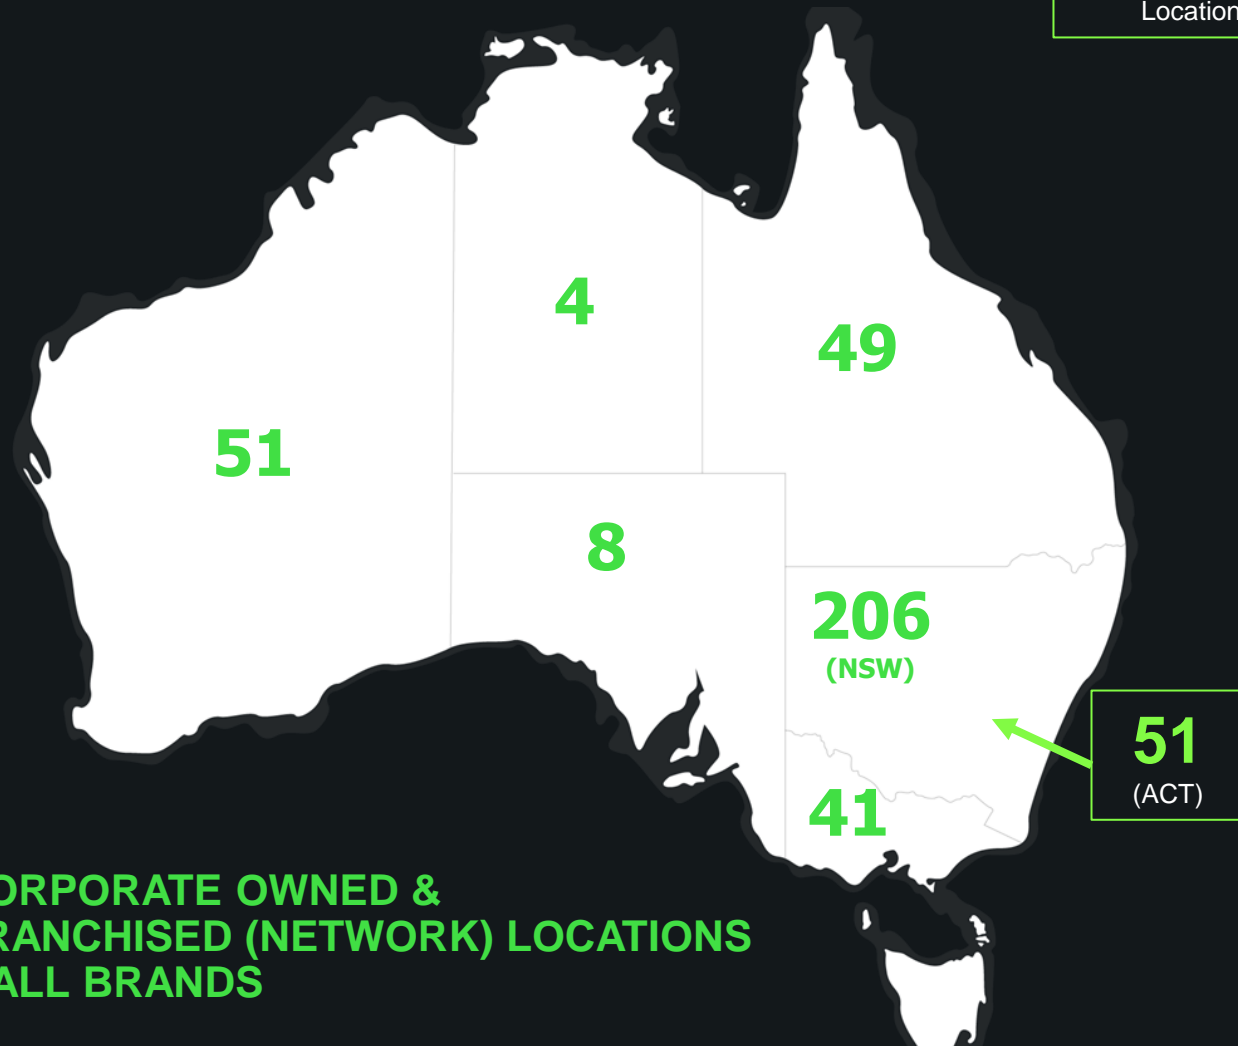 Location
4
49
51
8
206
(NSW)
51
(ACT)
41
ORPORATE OWNED &
RANCHISED (NETWORK) LOCATIONS
ALL BRANDS